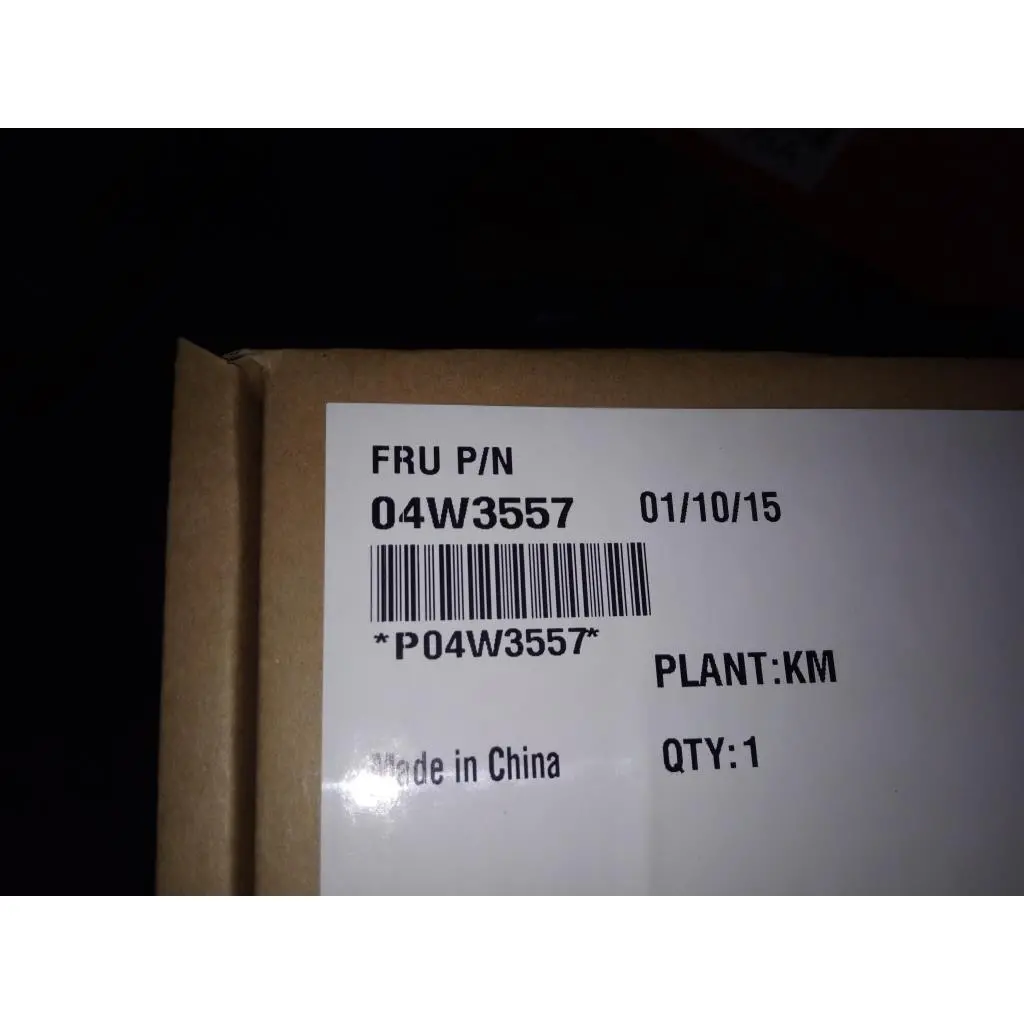 FRU P/N
04W3557 01/10/15
*P04W3557*
PLANT:KM
Made in China QTY:1